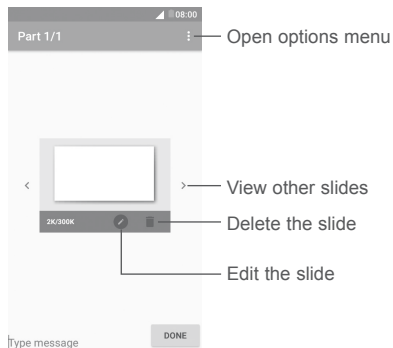 08:00
Part 1/1
Open options menu
View other slides
2K/300K
Delete the slide
Edit the slide
DONE
Type message